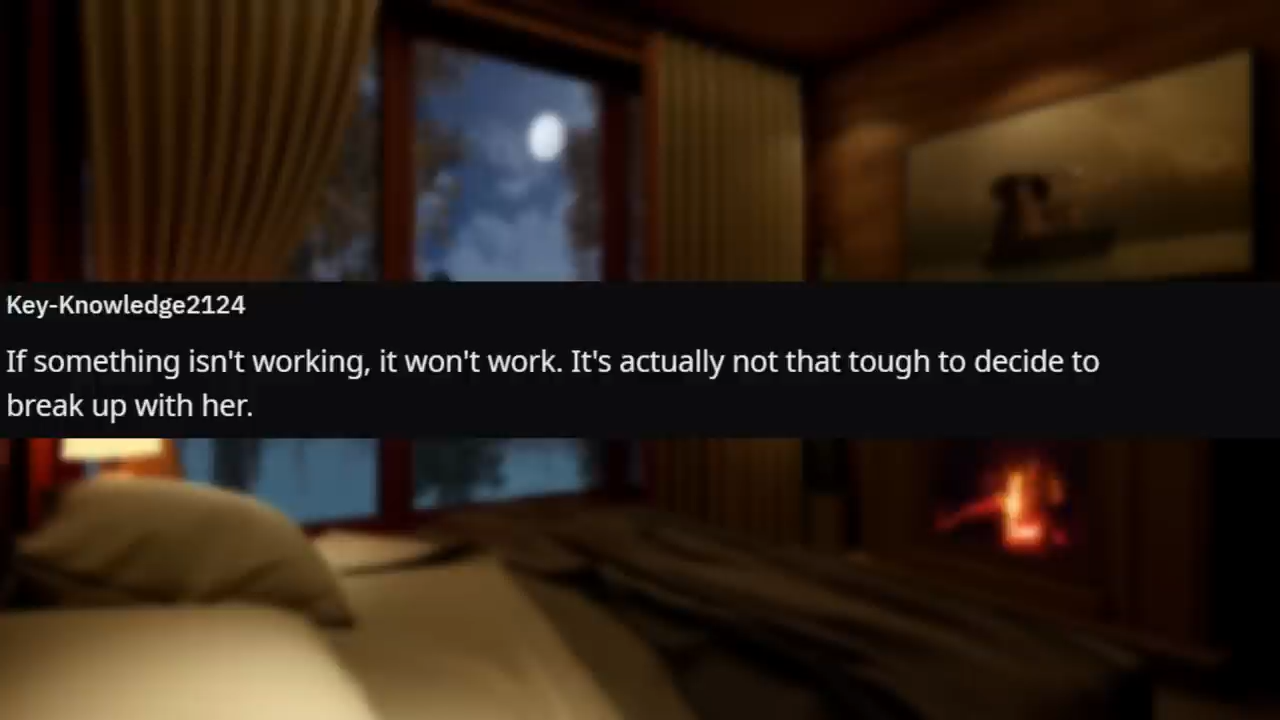 Key-Knowledge2124
If something isn't working, it won't work. It's actually not that tough to decide to
break up with her.